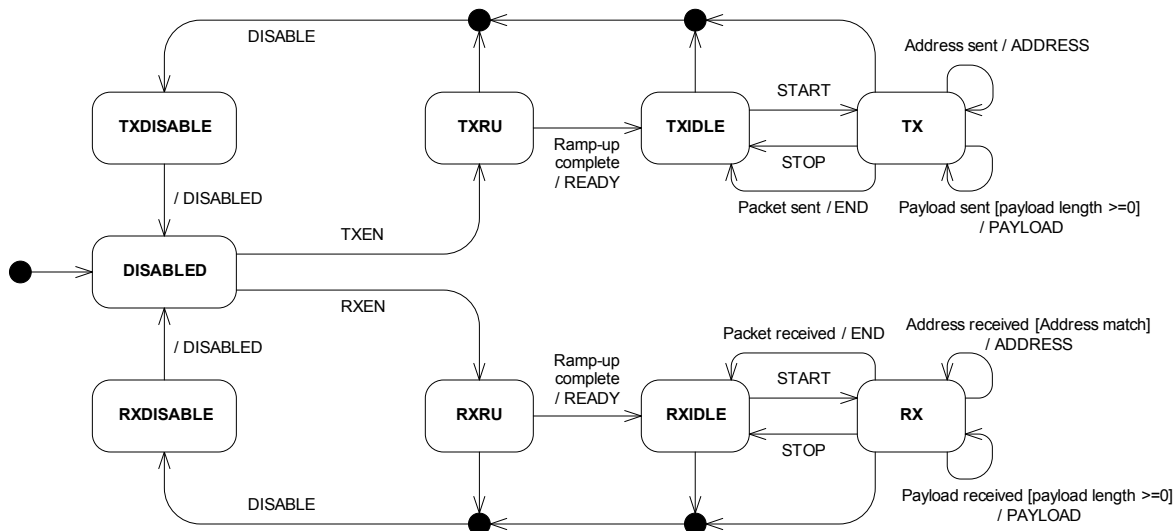 DISABLE
Address sent / ADDRESS
START
TXDISABLE
TXRU
TXIDLE
TX
Ramp-up
complete
/ READY
STOP
/ DISABLED
Packet sent / END
Payload sent [payload length >=0]
/ PAYLOAD
TXEN
DISABLED
RXEN
Packet received / END
Address received [Address match]
/ ADDRESS
/ DISABLED
Ramp-up
complete
/ READY
START
RXDISABLE
RXRU
RXIDLE
RX
STOP
DISABLE
Payload received [payload length >=0]
/ PAYLOAD